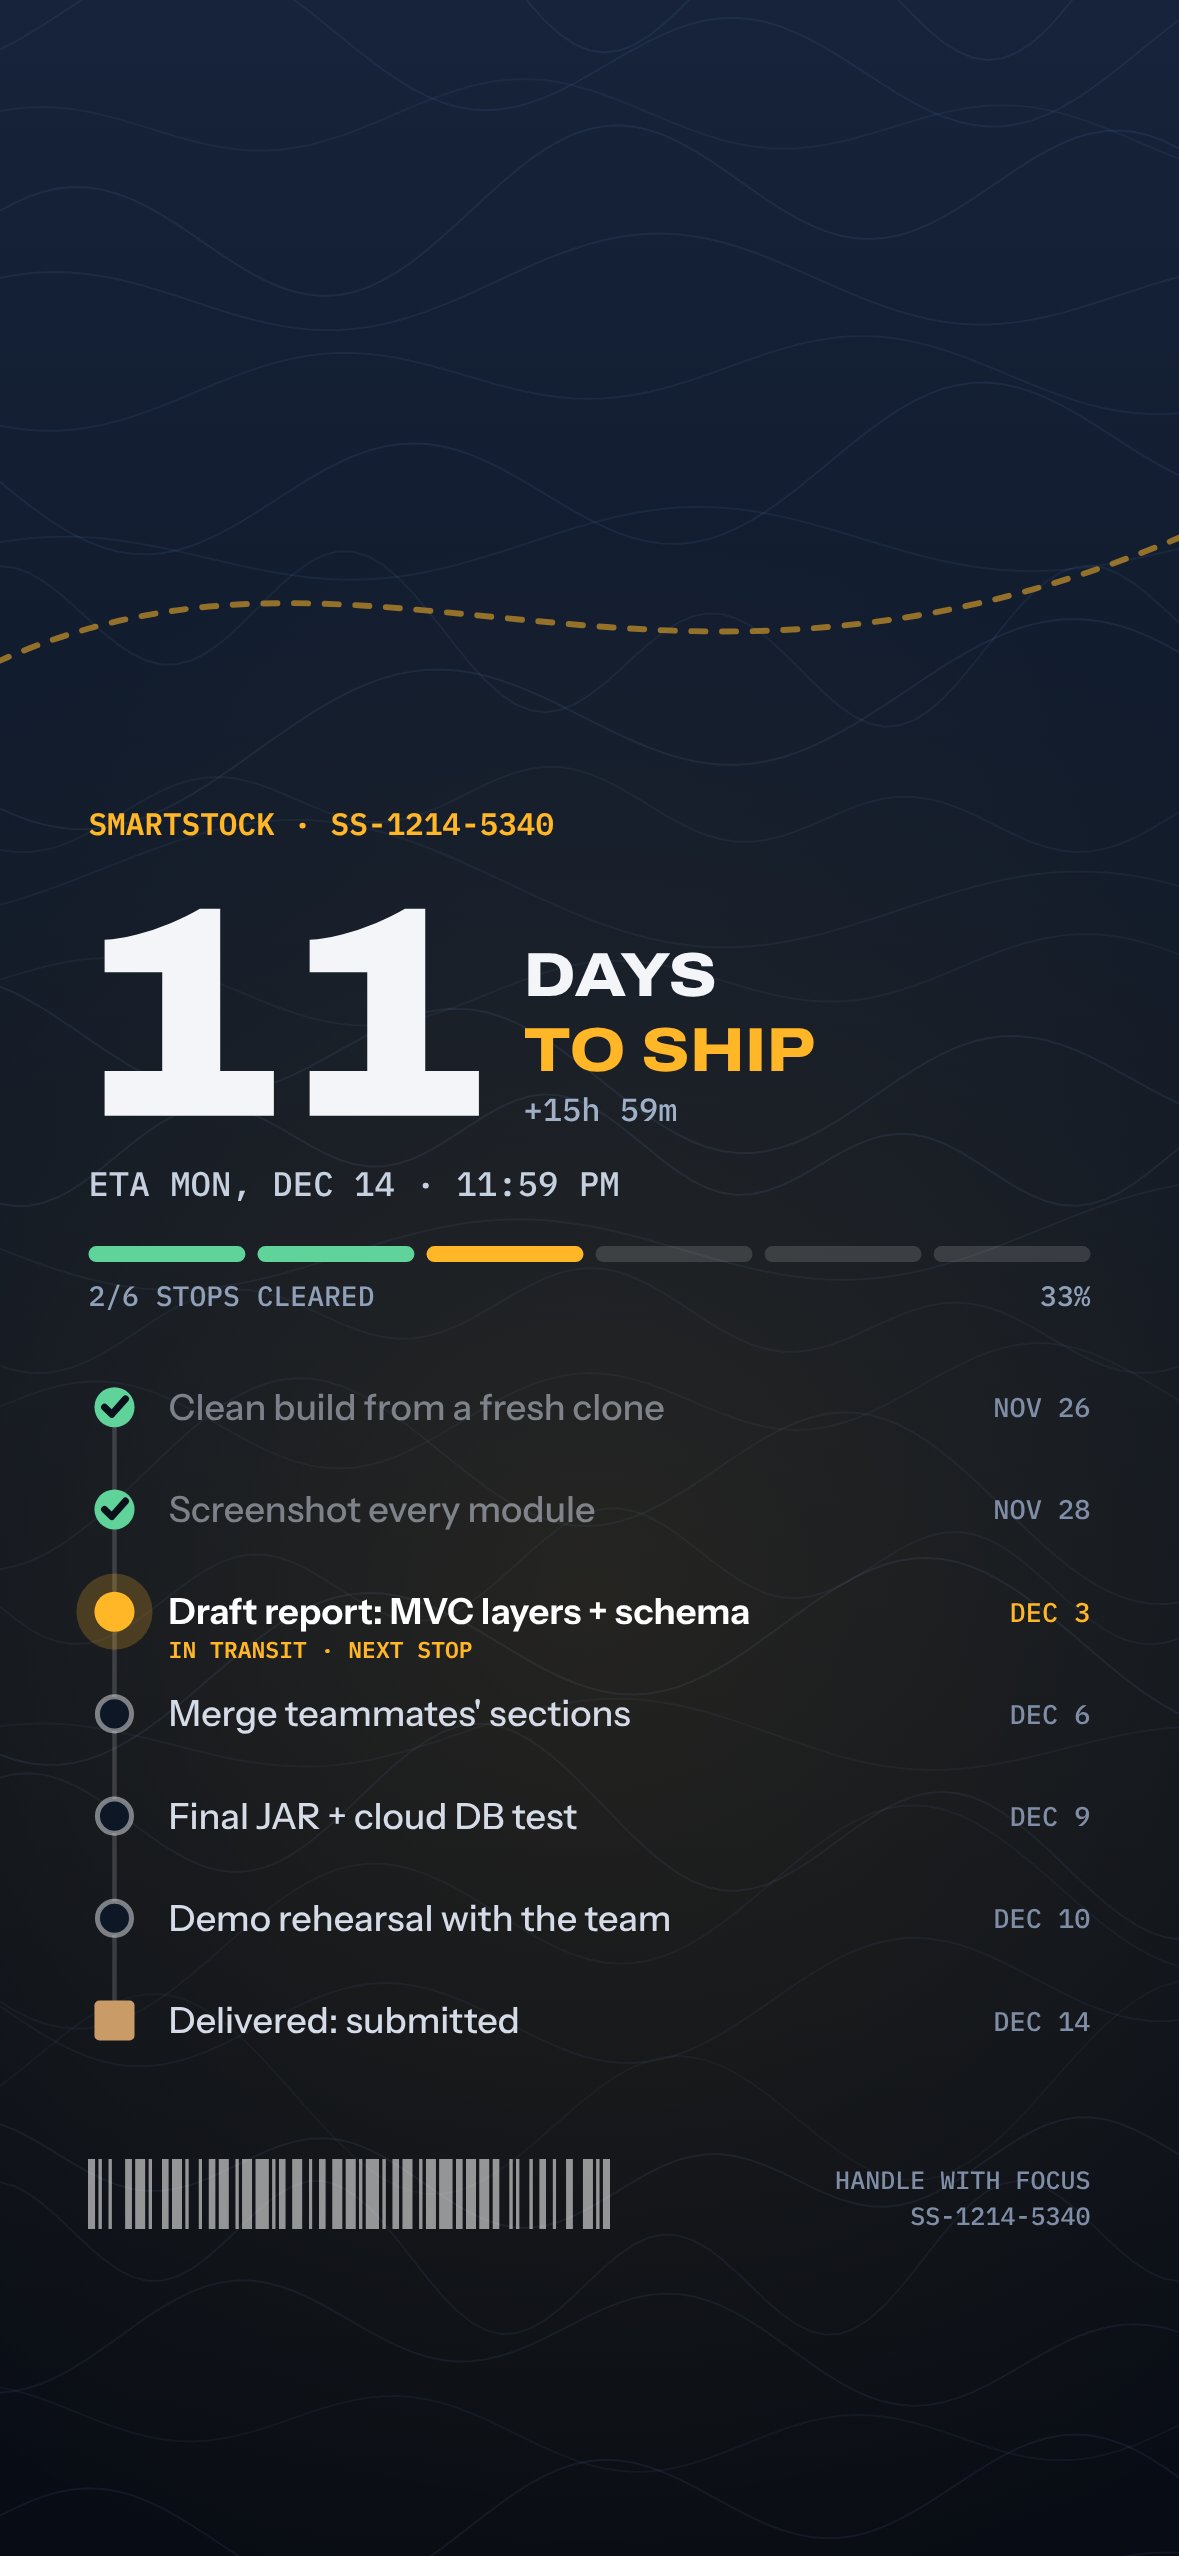 SMARTSTOCK · SS-1214-5340
11
DAYS
TO SHIP
+15h 59m
ETA MON, DEC 14 · 11:59 PM
2/6 STOPS CLEARED 33%
Clean build from a fresh clone NOV 26
Screenshot every module NOV 28
Draft report: MVC layers + schema DEC 3
IN TRANSIT · NEXT STOP
Merge teammates' sections DEC 6
Final JAR + cloud DB test DEC 9
Demo rehearsal with the team DEC 10
Delivered: submitted DEC 14
HANDLE WITH FOCUS
SS-1214-5340